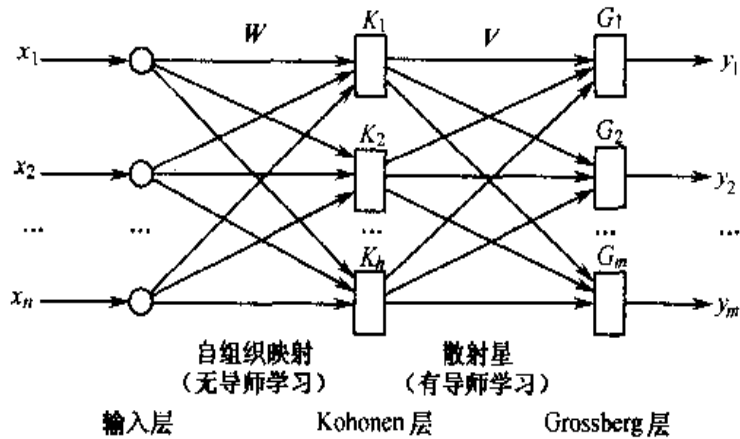 W K₁ V G₁
x₁ y₁
K₂ G₂
x₂ y₂
... ... ... ... ...
Kₕ Gₘ
xₙ yₘ
自组织映射 散射星
（无导师学习） （有导师学习）
输入层 Kohonen 层 Grossberg 层